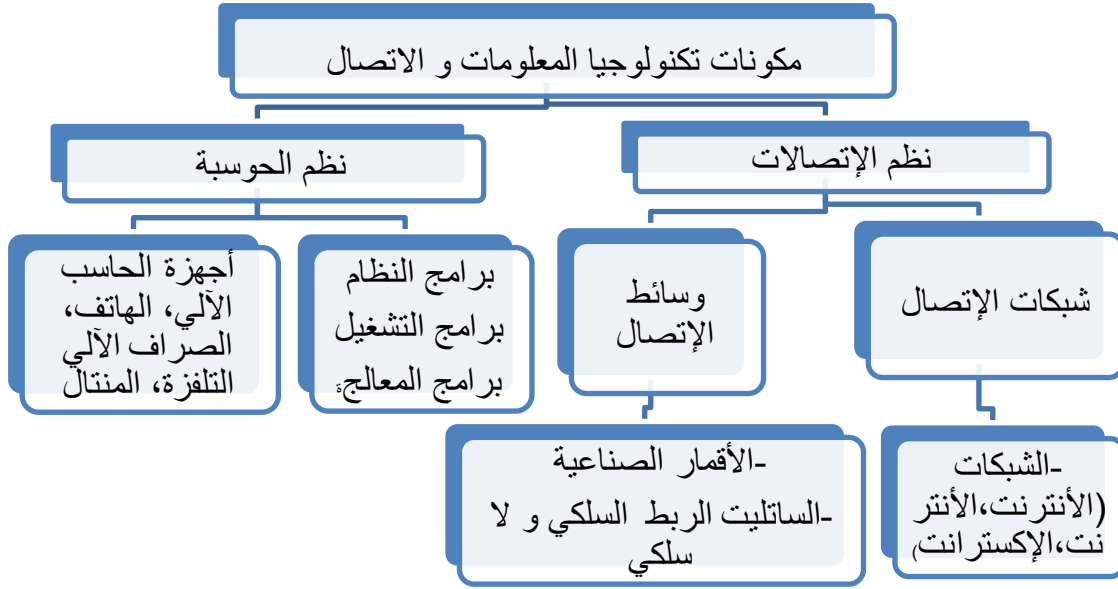 مكونات تكنولوجيا المعلومات و الاتصال
نظم الإتصالات
نظم الحوسبة
شبكات الإتصال
وسائط
الإتصال
برامج النظام
برامج التشغيل
برامج المعالجة
أجهزة الحاسب
الآلي، الهاتف،
الصراف الآلي
التلفزة، المنتال
-الشبكات
(الأنترنت،الأنتر
نت،الإكسترانت)
-الأقمار الصناعية
-الساتليت الربط السلكي و لا
سلكي